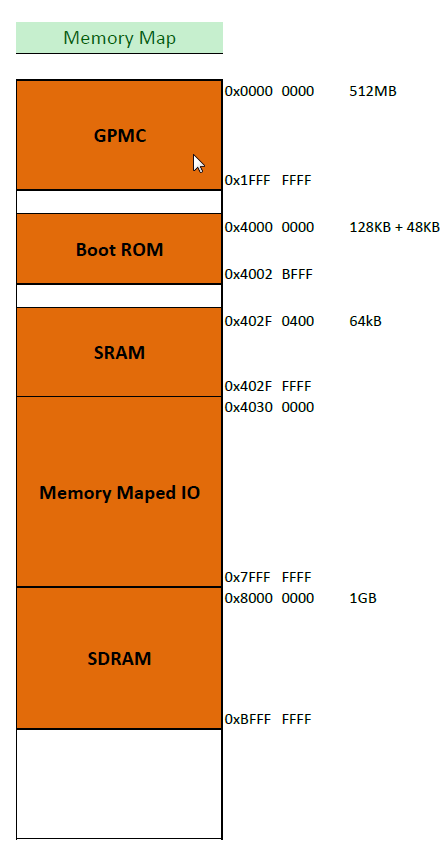 Memory Map
0x0000 0000 512MB
GPMC
0x1FFF FFFF
0x4000 0000 128KB + 48KB
Boot ROM
0x4002 BFFF
0x402F 0400 64kB
SRAM
0x402F FFFF
0x4030 0000
Memory Maped IO
0x7FFF FFFF
0x8000 0000 1GB
SDRAM
0xBFFF FFFF